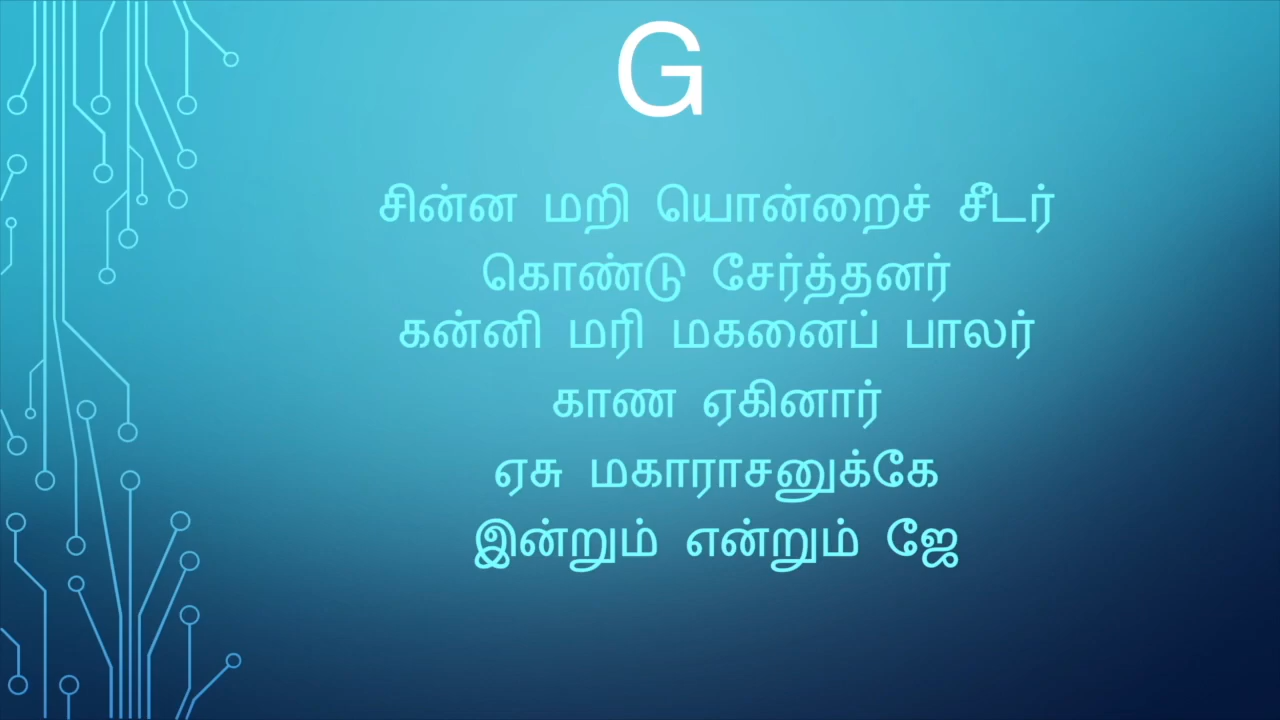 G
சின்ன மறி யொன்றைச் சீடர்
கொண்டு சேர்த்தனர்
கன்னி மரி மகனைப் பாலர்
காண ஏகினார்
ஏசு மகாராசனுக்கே
இன்றும் என்றும் ஜே